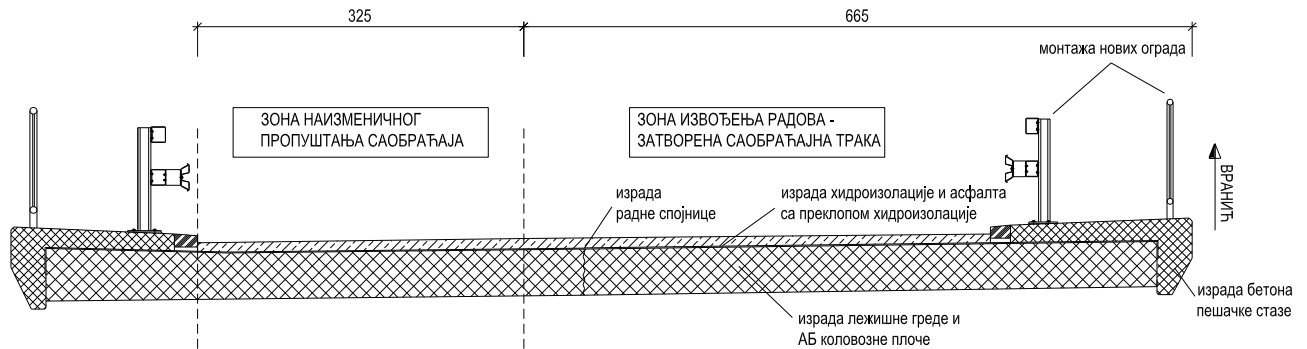 325
665
монтажа нових ограда
ЗОНА НАИЗМЕНИЧНОГ
ПРОПУШТАЊА САОБРАЋАЈА
ЗОНА ИЗВОЂЕЊА РАДОВА -
ЗАТВОРЕНА САОБРАЋАЈНА ТРАКА
ВРАНИЋ
израда
радне спојнице
израда хидроизолације и асфалта
са преклопом хидроизолације
израда бетона
пешачке стазе
израда лежишне греде и
АБ коловозне плоче